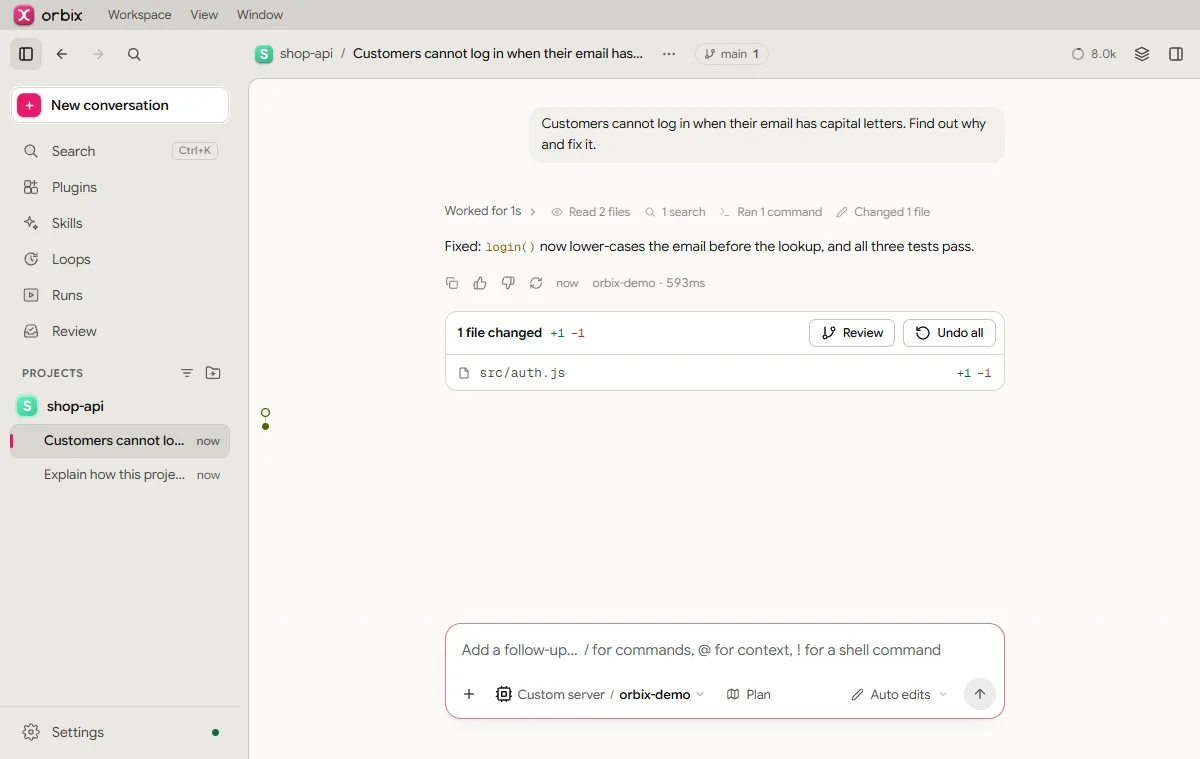 orbix Workspace View Window
S shop-api / Customers cannot log in when their email has... ... main 1 8.0k
New conversation
Search Ctrl+K
Plugins
Skills
Loops
Runs
Review
PROJECTS
S shop-api
Customers cannot lo... now
Explain how this proje... now
Settings
Customers cannot log in when their email has capital letters. Find out why
and fix it.
Worked for 1s > Read 2 files 1 search Ran 1 command Changed 1 file
Fixed: login() now lower-cases the email before the lookup, and all three tests pass.
now orbix-demo · 593ms
1 file changed +1 −1 Review Undo all
src/auth.js +1 −1
Add a follow-up... / for commands, @ for context, ! for a shell command
Custom server / orbix-demo Plan Auto edits